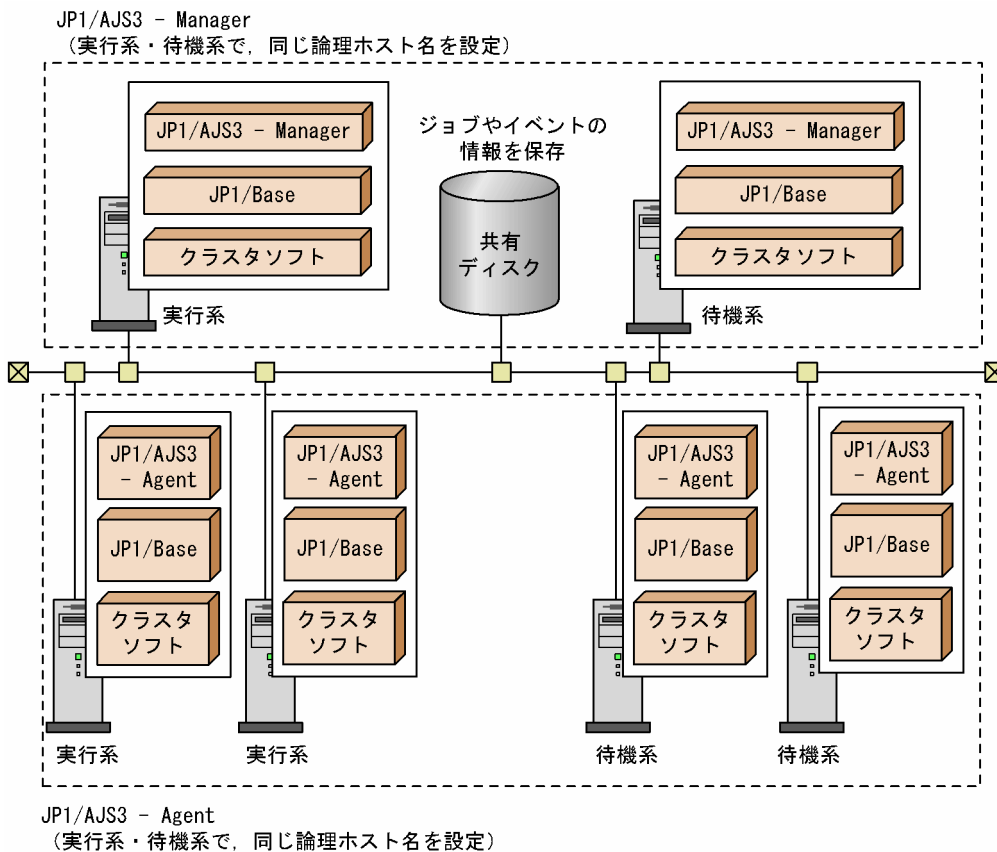 JP1/AJS3 - Manager
（実行系・待機系で，同じ論理ホスト名を設定）
JP1/AJS3 - Manager
JP1/Base
クラスタソフト
実行系
ジョブやイベントの
情報を保存
共有
ディスク
JP1/AJS3 - Manager
JP1/Base
クラスタソフト
待機系
JP1/AJS3
- Agent
JP1/Base
クラスタ
ソフト
実行系
JP1/AJS3
- Agent
JP1/Base
クラスタ
ソフト
実行系
JP1/AJS3
- Agent
JP1/Base
クラスタ
ソフト
待機系
JP1/AJS3
- Agent
JP1/Base
クラスタ
ソフト
待機系
JP1/AJS3 - Agent
（実行系・待機系で，同じ論理ホスト名を設定）